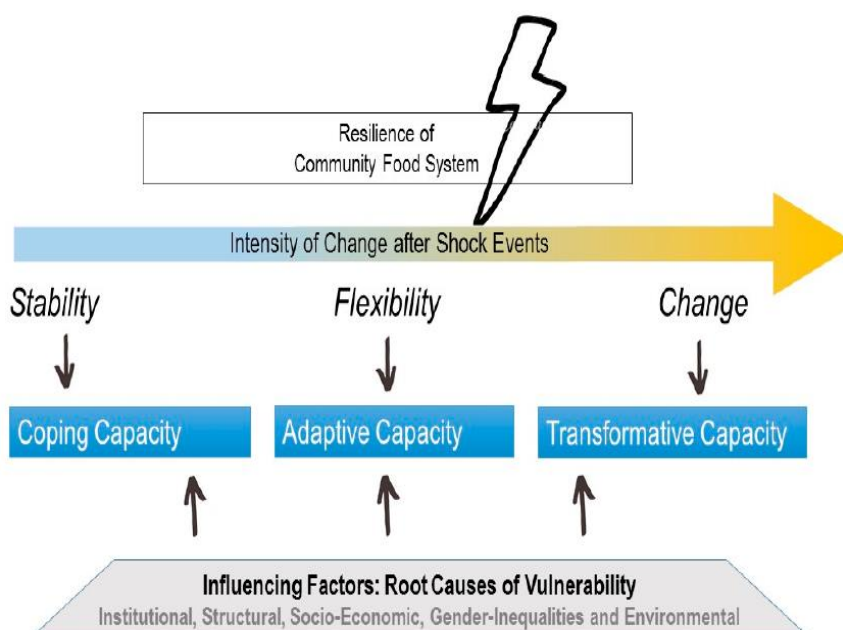 Resilience of
Community Food System
Intensity of Change after Shock Events
Stability Flexibility Change
Coping Capacity Adaptive Capacity Transformative Capacity
Influencing Factors: Root Causes of Vulnerability
Institutional, Structural, Socio-Economic, Gender-Inequalities and Environmental